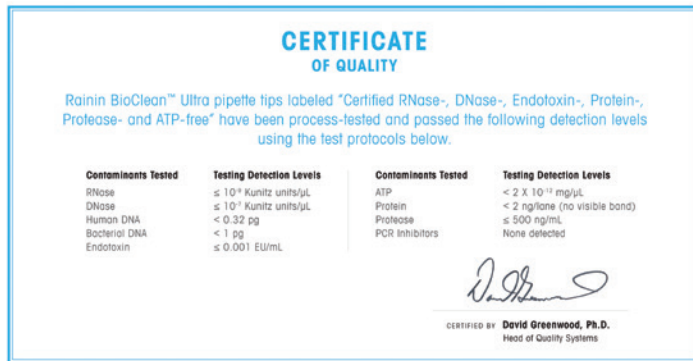 CERTIFICATE
OF QUALITY
Rainin BioClean™ Ultra pipette tips labeled "Certified RNase-, DNase-, Endotoxin-, Protein-,
Protease- and ATP-free" have been process-tested and passed the following detection levels
using the test protocols below.
Contaminants Tested Testing Detection Levels
RNase ≤ 10⁻⁹ Kunitz units/µL
DNase ≤ 10⁻⁷ Kunitz units/µL
Human DNA < 0.32 pg
Bacterial DNA < 1 pg
Endotoxin ≤ 0.001 EU/mL
Contaminants Tested Testing Detection Levels
ATP < 2 X 10⁻¹² mg/µL
Protein < 2 ng/lane (no visible band)
Protease ≤ 500 ng/mL
PCR Inhibitors None detected
CERTIFIED BY David Greenwood, Ph.D.
Head of Quality Systems